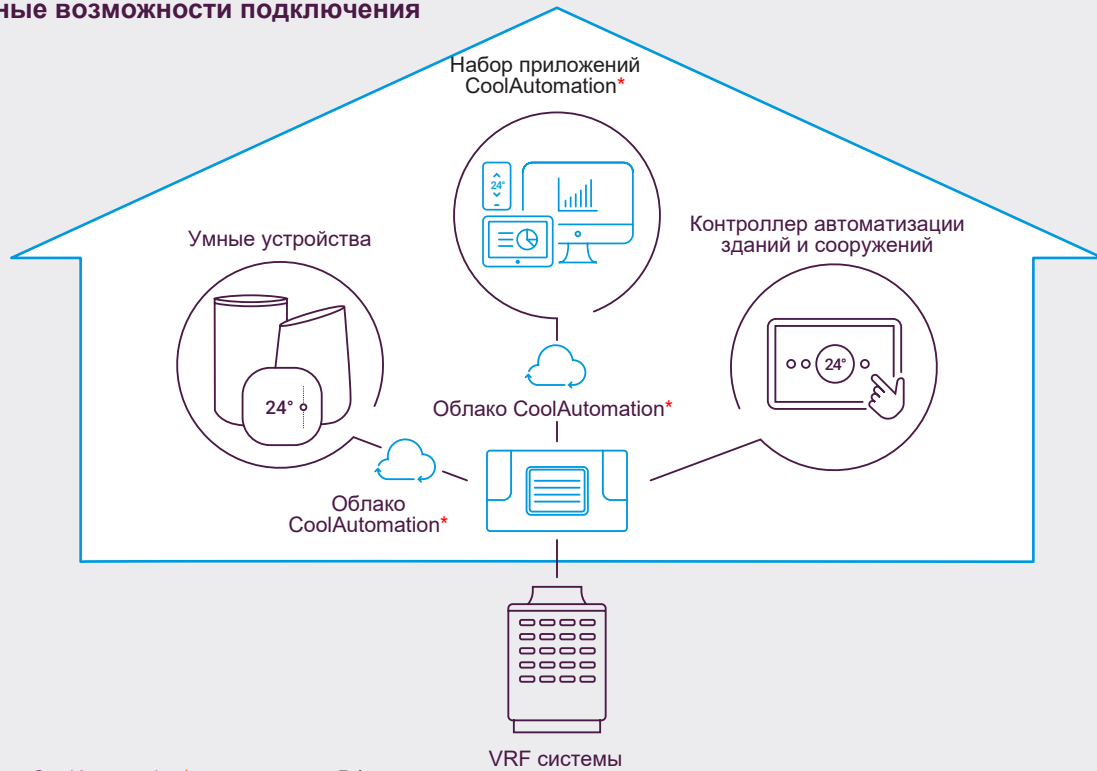 ные возможности подключения
Набор приложений
CoolAutomation*
24°
Умные устройства
Контроллер автоматизации
зданий и сооружений
24°
24°
Облако CoolAutomation*
Облако
CoolAutomation*
VRF системы